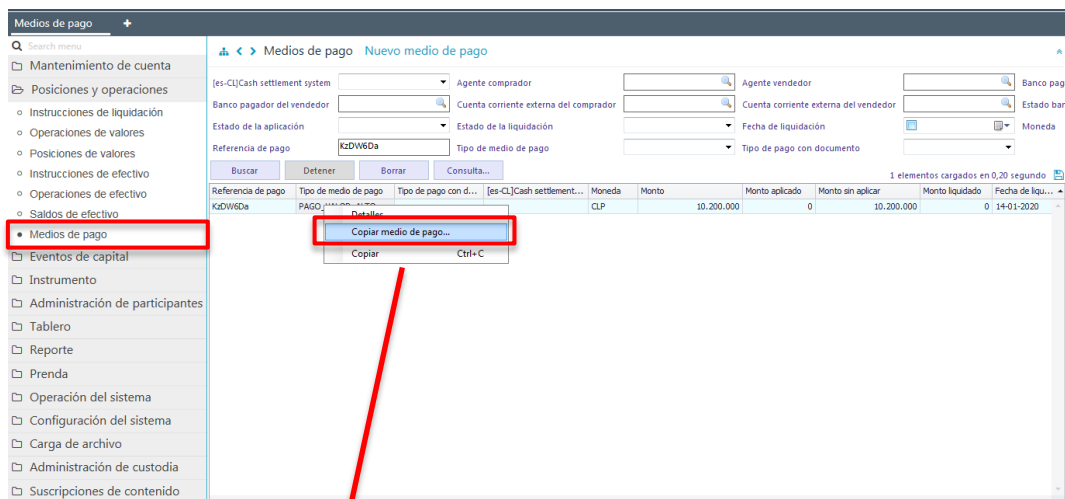 Medios de pago +
Search menu
Mantenimiento de cuenta
Posiciones y operaciones
Instrucciones de liquidación
Operaciones de valores
Posiciones de valores
Instrucciones de efectivo
Operaciones de efectivo
Saldos de efectivo
Medios de pago
Eventos de capital
Instrumento
Administración de participantes
Tablero
Reporte
Prenda
Operación del sistema
Configuración del sistema
Carga de archivo
Administración de custodia
Suscripciones de contenido
Medios de pago Nuevo medio de pago
[es-CL]Cash settlement system Agente comprador Agente vendedor Banco pag
Banco pagador del vendedor Cuenta corriente externa del comprador Cuenta corriente externa del vendedor Estado bar
Estado de la aplicación Estado de la liquidación Fecha de liquidación Moneda
Referencia de pago KzDW6Da Tipo de medio de pago Tipo de pago con documento
Buscar Detener Borrar Consulta...
1 elementos cargados en 0,20 segundo
Referencia de pago Tipo de medio de pago Tipo de pago con d... [es-CL]Cash settlement... Moneda Monto Monto aplicado Monto sin aplicar Monto liquidado Fecha de liqu...
KzDW6Da PAGO_VALOR_ALTO CLP 10.200.000 0 10.200.000 0 14-01-2020
Detalles
Copiar medio de pago...
Copiar Ctrl+C